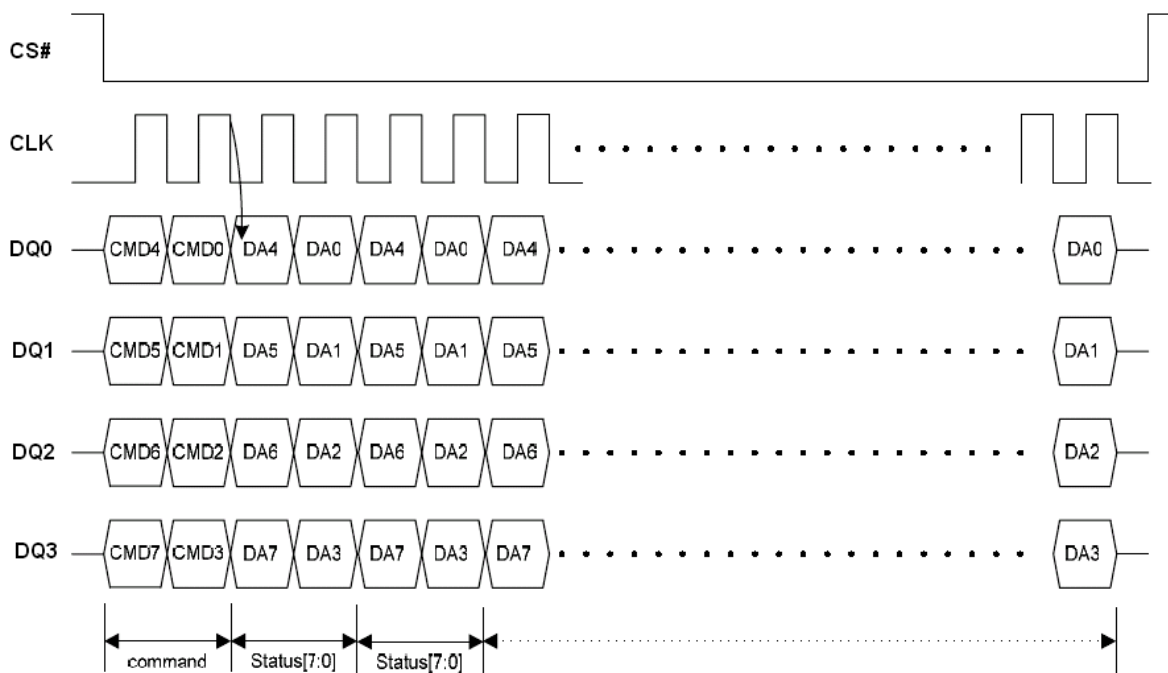 CS#
CLK
DQ0 CMD4 CMD0 DA4 DA0 DA4 DA0 DA4 DA0
DQ1 CMD5 CMD1 DA5 DA1 DA5 DA1 DA5 DA1
DQ2 CMD6 CMD2 DA6 DA2 DA6 DA2 DA6 DA2
DQ3 CMD7 CMD3 DA7 DA3 DA7 DA3 DA7 DA3
command Status[7:0] Status[7:0]